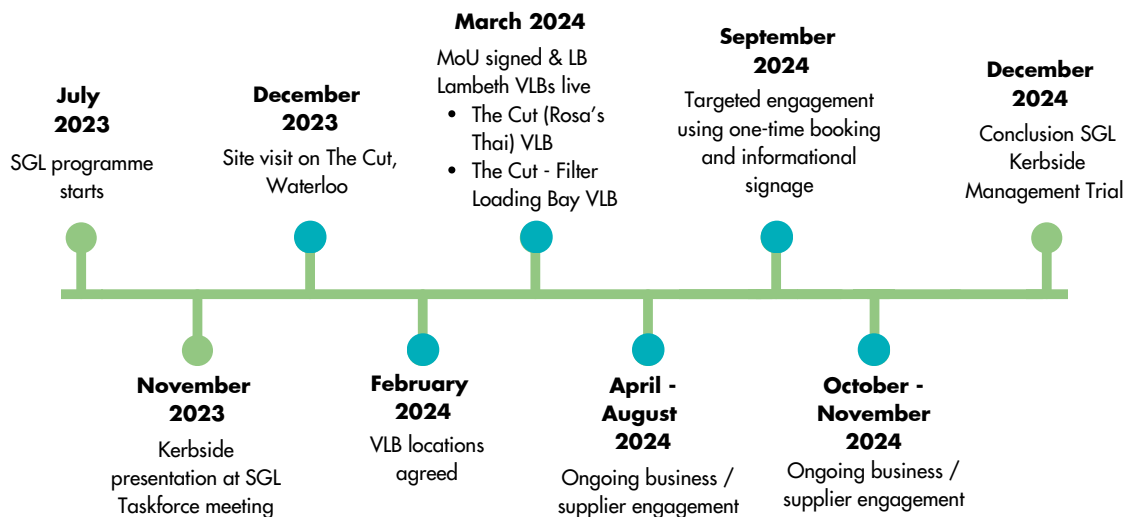 July
2023
SGL programme
starts
November
2023
Kerbside
presentation at SGL
Taskforce meeting
December
2023
Site visit on The Cut,
Waterloo
February
2024
VLB locations
agreed
March 2024
MoU signed & LB
Lambeth VLBs live
• The Cut (Rosa’s
Thai) VLB
• The Cut - Filter
Loading Bay VLB
April -
August
2024
Ongoing business /
supplier engagement
September
2024
Targeted engagement
using one-time booking
and informational
signage
October -
November
2024
Ongoing business /
supplier engagement
December
2024
Conclusion SGL
Kerbside
Management Trial